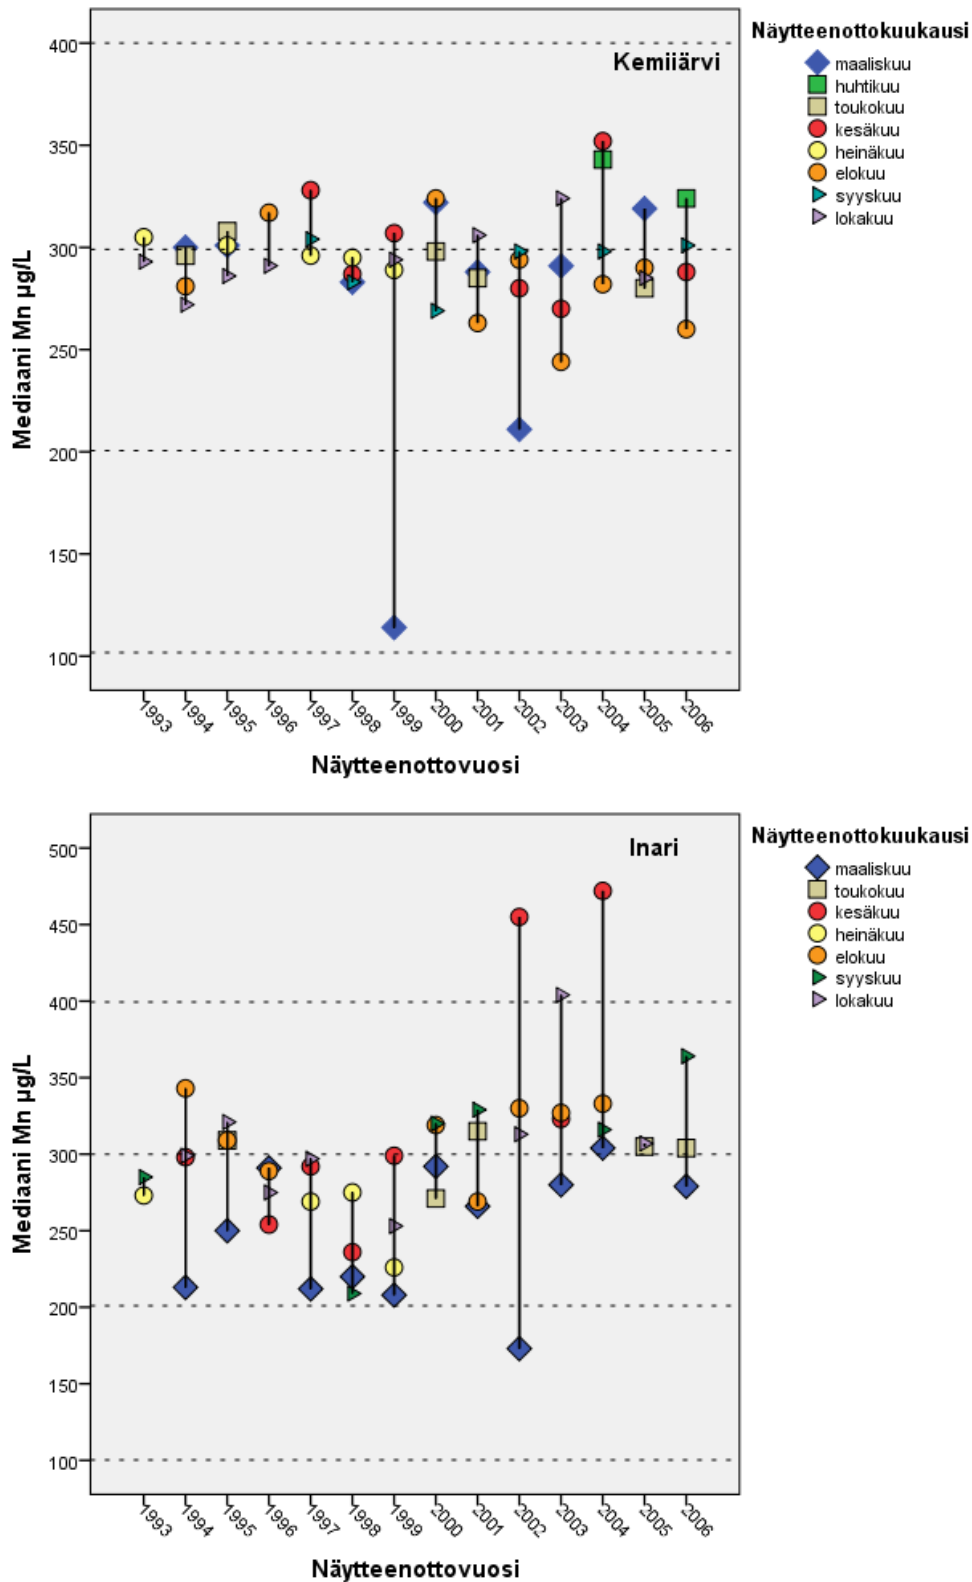 Näytteenottokuukausi
maaliskuu
huhtikuu
toukokuu
kesäkuu
heinäkuu
elokuu
syyskuu
lokakuu
Kemiiärvi
Mediaani Mn µg/L
400
350
300
250
200
150
100
1993 1994 1995 1996 1997 1998 1999 2000 2001 2002 2003 2004 2005 2006
Näytteenottovuosi
Näytteenottokuukausi
maaliskuu
toukokuu
kesäkuu
heinäkuu
elokuu
syyskuu
lokakuu
Inari
Mediaani Mn µg/L
500
450
400
350
300
250
200
150
100
1993 1994 1995 1996 1997 1998 1999 2000 2001 2002 2003 2004 2005 2006
Näytteenottovuosi